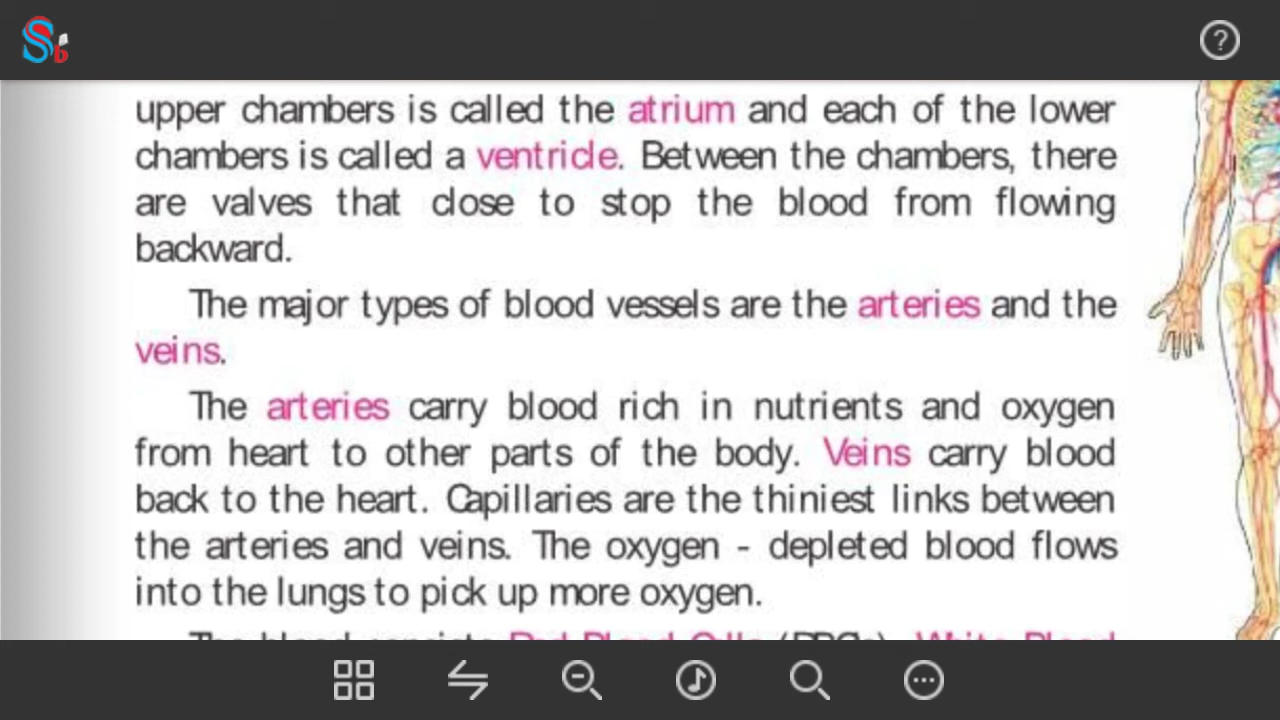 upper chambers is called the atrium and each of the lower
chambers is called a ventricle. Between the chambers, there
are valves that close to stop the blood from flowing
backward.
The major types of blood vessels are the arteries and the
veins.
The arteries carry blood rich in nutrients and oxygen
from heart to other parts of the body. Veins carry blood
back to the heart. Capillaries are the thiniest links between
the arteries and veins. The oxygen - depleted blood flows
into the lungs to pick up more oxygen.